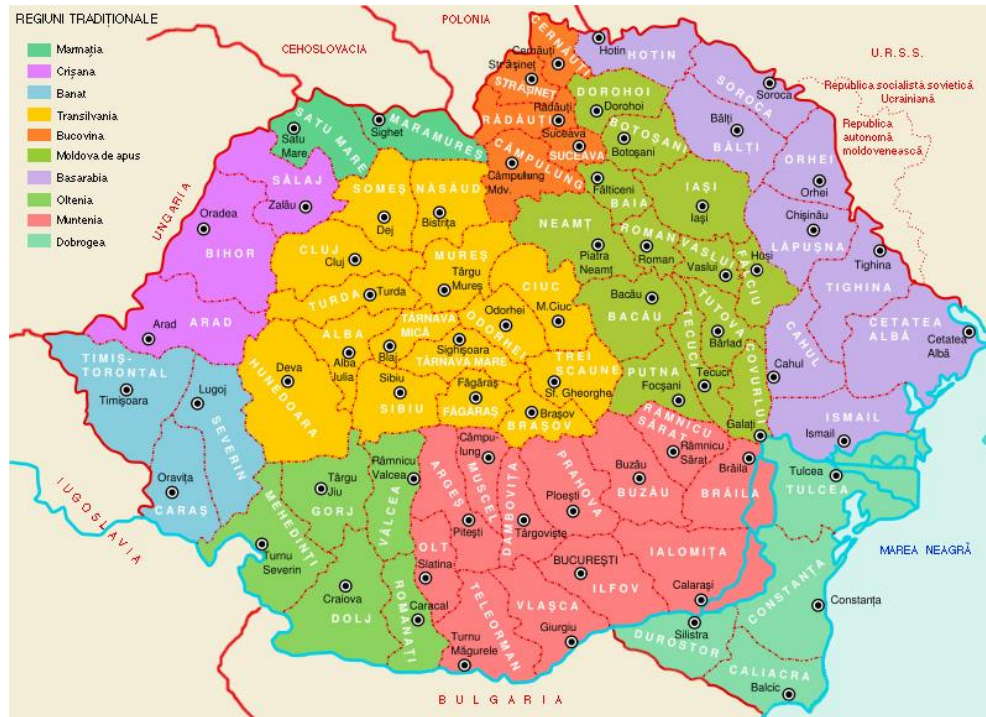 REGIUNI TRADIȚIONALE
Marmația
Crișana
Banat
Transilvania
Bucovina
Moldova de apus
Basarabia
Oltenia
Muntenia
Dobrogea
POLONIA
CEHOSLOVACIA
U.R.S.S.
Republica socialistă sovietică
Ucrainiană
Republica
autonomă
moldovenească
UNGARIA
IUGOSLAVIA
BULGARIA
MAREA NEAGRĂ
CERNĂUȚI
Cernăuți
Străşineț
STRĂȘINEȚ
Hotin
HOTIN
SOROCA
Soroca
DOROHOI
Dorohoi
RĂDĂUȚI
Rădăuți
Suceava
SUCEAVA
BOTOȘANI
Botoșani
Bălți
BĂLȚI
ORHEI
Orhei
SATU MARE
Satu
Mare
Sighet
MARAMUREȘ
CÂMPULUNG
Câmpulung
Mdv.
Fălticeni
BAIA
IAȘI
Iași
SĂLAJ
Zalău
SOMEȘ
Dej
NĂSĂUD
Bistrița
Oradea
BIHOR
NEAMȚ
Piatra
Neamț
ROMAN
Roman
VASLUI
Vaslui
FĂLCIU
Huși
Chișinău
LĂPUȘNA
Tighina
TIGHINA
CLUJ
Cluj
MUREȘ
Târgu
Mureș
CIUC
M.Ciuc
TURDA
Turda
Bacău
BACĂU
TUTOVA
Bârlad
CETATEA
ALBĂ
Cetatea
Albă
CAHUL
Cahul
Arad
ARAD
ALBA
Alba
Julia
TÂRNAVA
MICĂ
Blaj
ODORHEI
Odorhei
Sighișoara
TÂRNAVA MARE
TIMIȘ-
TORONTAL
Timișoara
Lugoj
SEVERIN
HUNEDOARA
Deva
Sibiu
SIBIU
Făgăraș
FĂGĂRAȘ
TREI
SCAUNE
Sf. Gheorghe
Brașov
BRAȘOV
PUTNA
Focșani
TECUCI
Tecuci
COVURLUI
Galați
ISMAIL
Ismail
Oravița
CARAȘ
MEHEDINȚI
Turnu
Severin
Târgu
Jiu
GORJ
Râmnicu
Valcea
VALCEA
ARGEȘ
Pitești
Câmpu-
lung
MUSCEL
DAMBOVIȚA
Târgoviște
PRAHOVA
Ploești
Buzău
BUZĂU
RÂMNICU
SĂRAT
Râmnicu
Sărat
Brăila
BRĂILA
Tulcea
TULCEA
Craiova
DOLJ
ROMANAȚI
Caracal
OLT
Slatina
TELEORMAN
Turnu
Măgurele
VLAȘCA
Giurgiu
BUCUREȘTI
ILFOV
IALOMIȚA
Calarași
CONSTANȚA
Constanța
Silistra
DUROSTOR
CALIACRA
Balcic